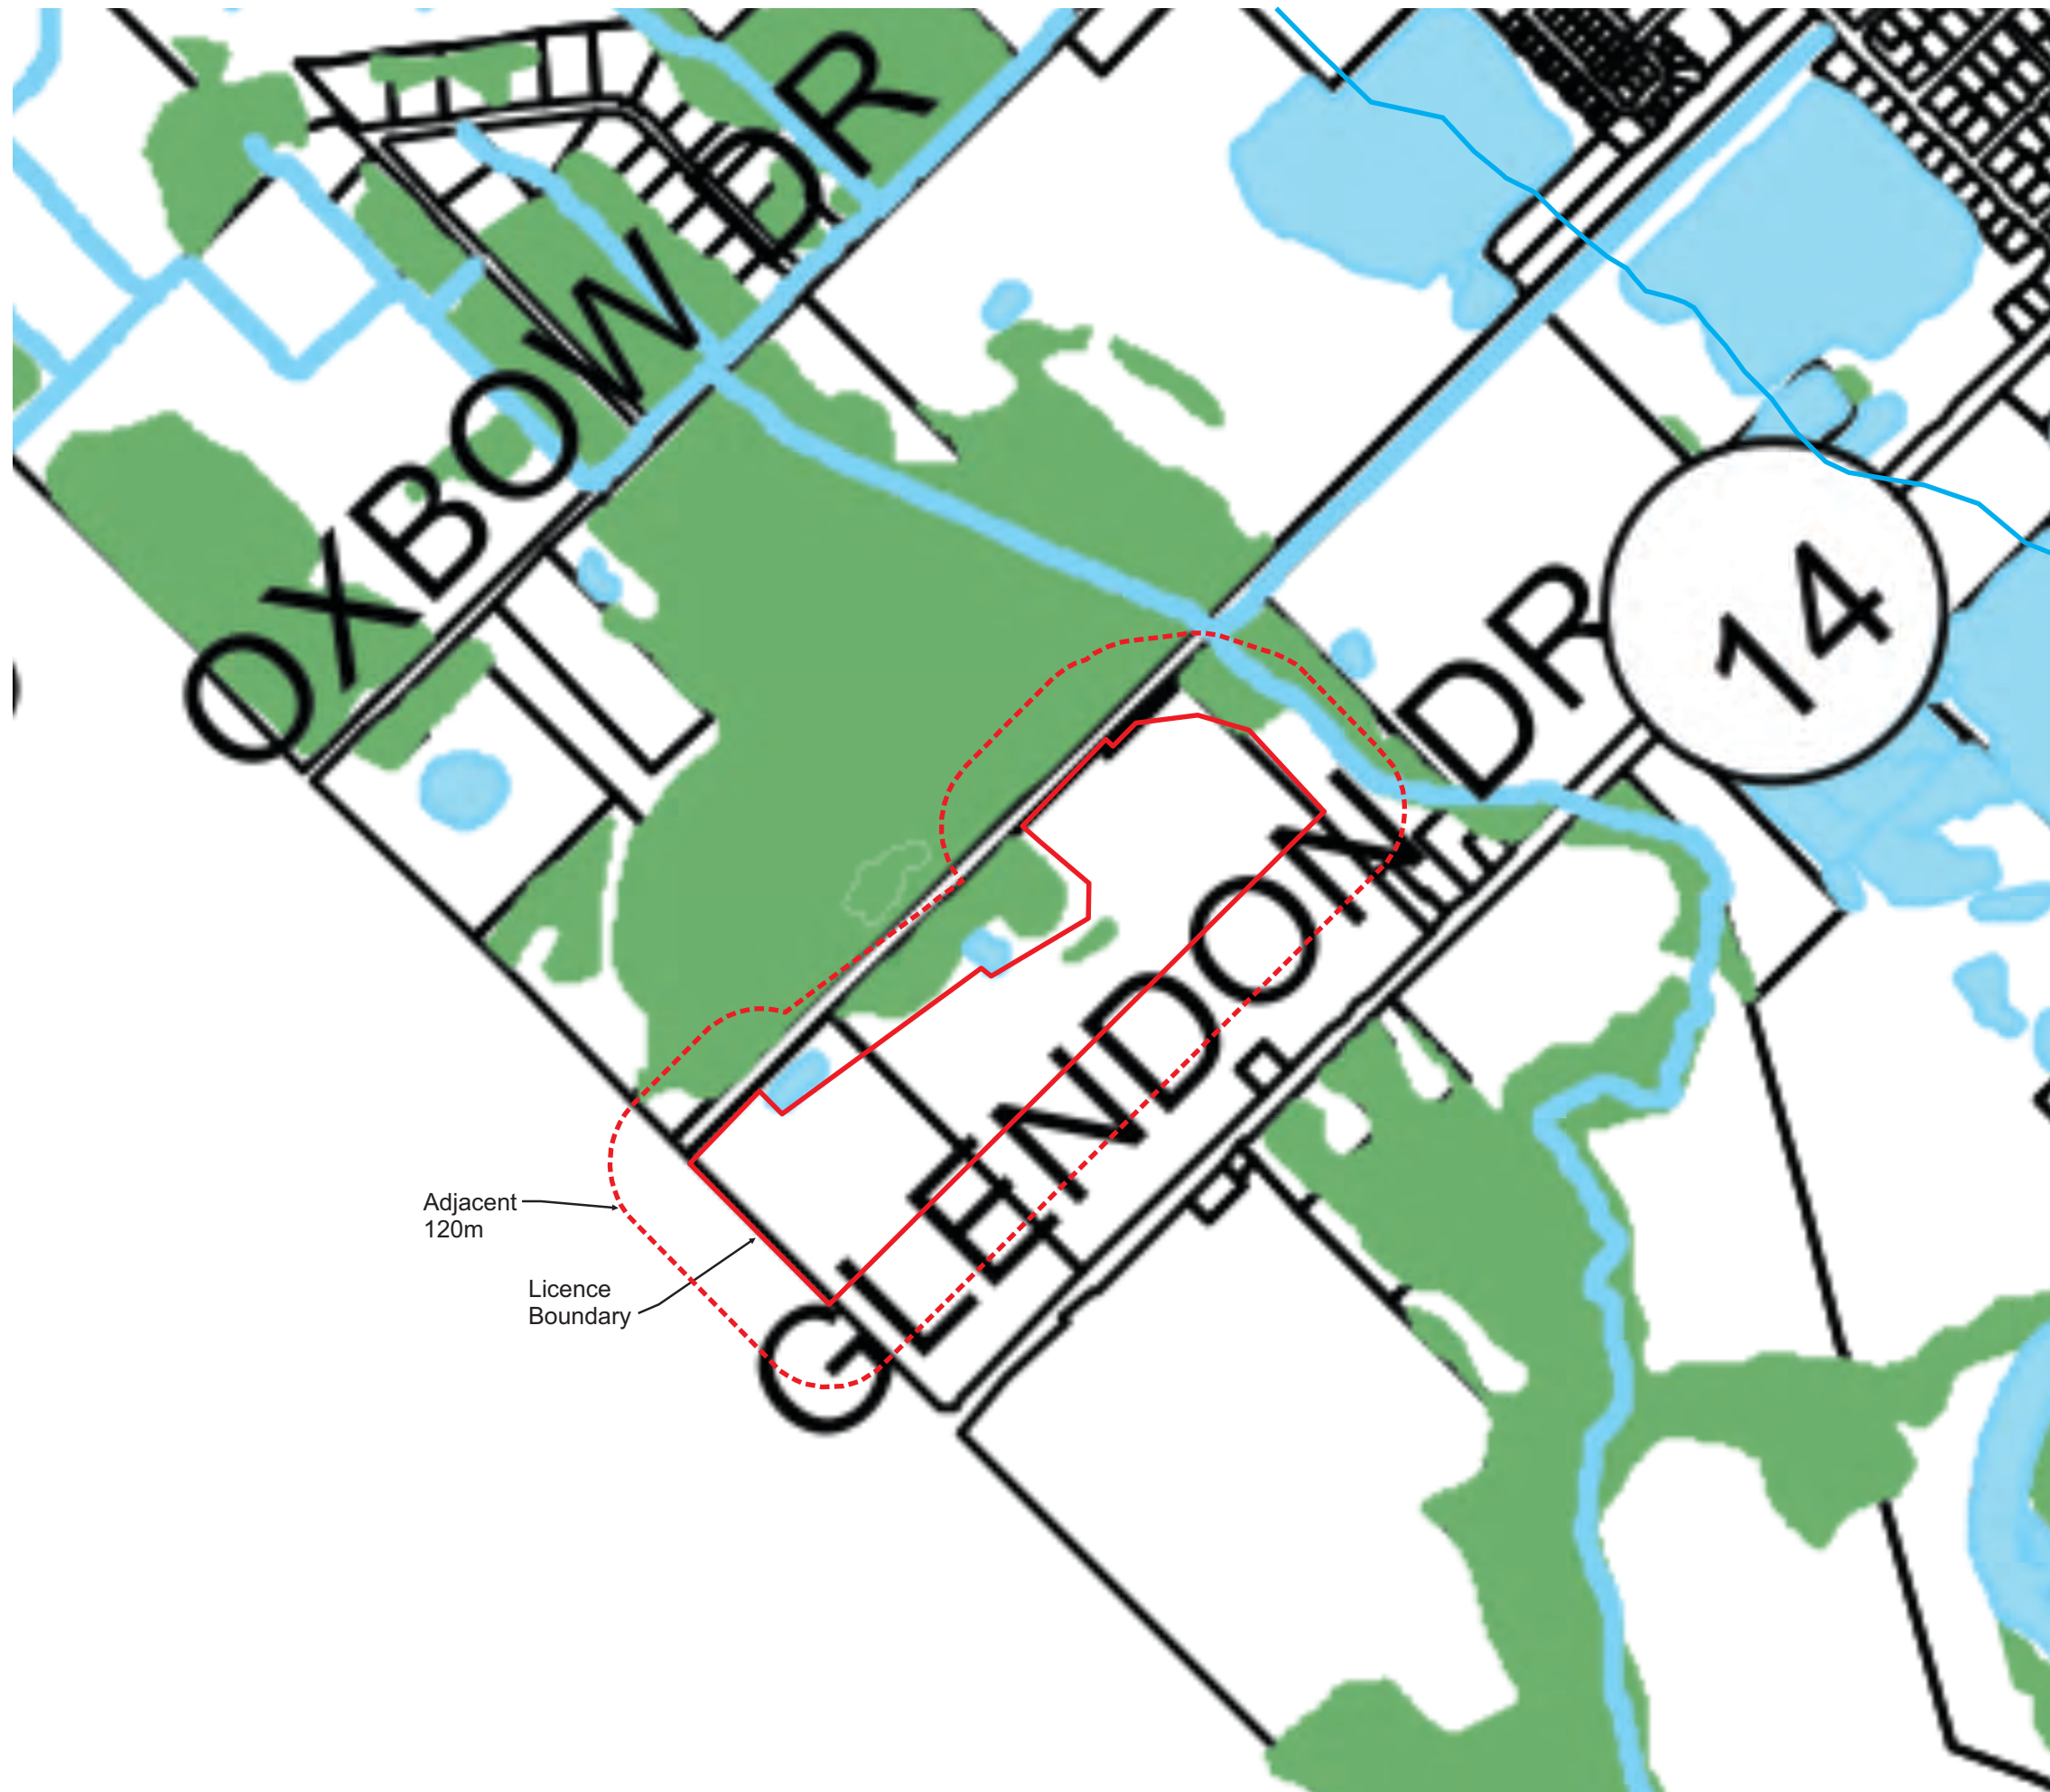 OXBOW DR
14
GLENDON DR
Adjacent
120m
Licence
Boundary